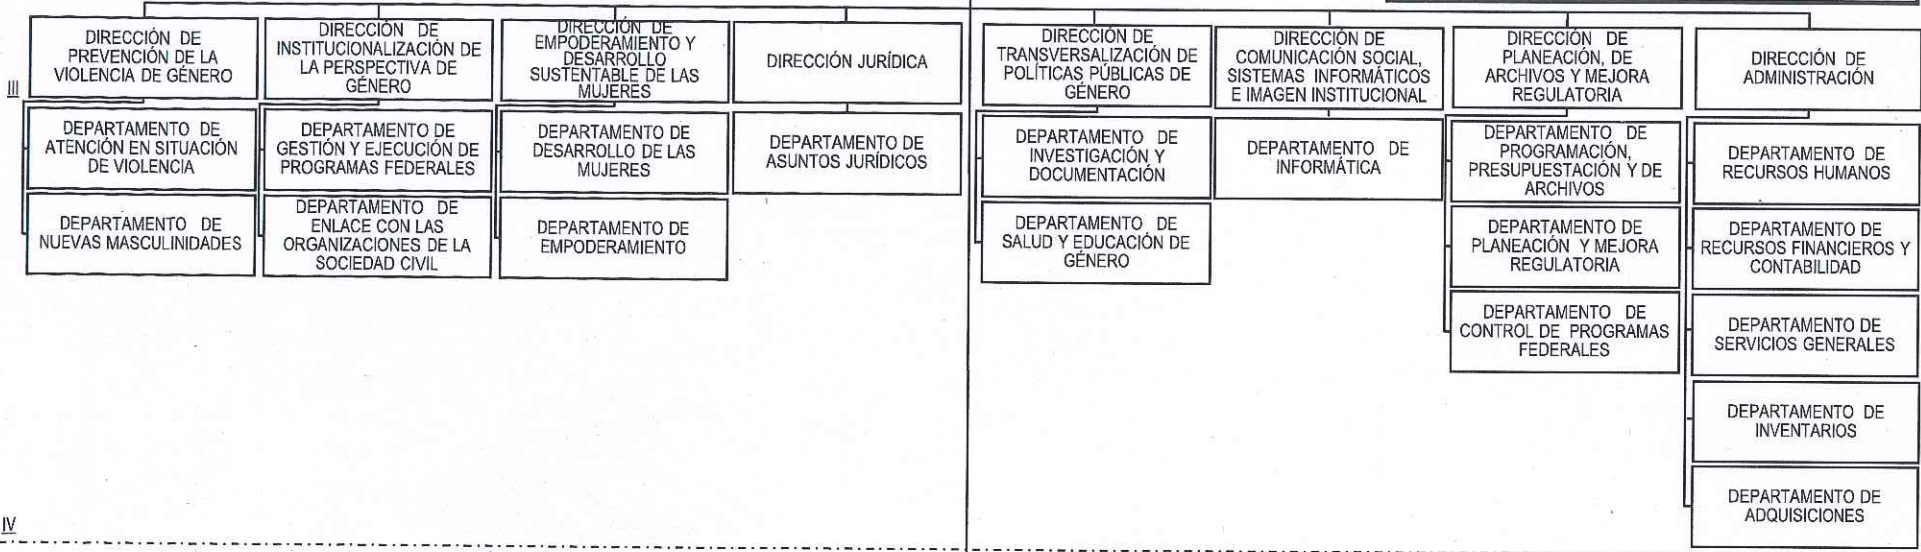 DIRECCIÓN DE
PREVENCIÓN DE LA
VIOLENCIA DE GÉNERO
DIRECCIÓN DE
INSTITUCIONALIZACIÓN DE
LA PERSPECTIVA DE
GÉNERO
DIRECCIÓN DE
EMPODERAMIENTO Y
DESARROLLO
SUSTENTABLE DE LAS
MUJERES
DIRECCIÓN JURÍDICA
DIRECCIÓN DE
TRANSVERSALIZACIÓN DE
POLÍTICAS PÚBLICAS DE
GÉNERO
DIRECCIÓN DE
COMUNICACIÓN SOCIAL,
SISTEMAS INFORMÁTICOS
E IMAGEN INSTITUCIONAL
DIRECCIÓN DE
PLANEACIÓN, DE
ARCHIVOS Y MEJORA
REGULATORIA
DIRECCIÓN DE
ADMINISTRACIÓN
III
DEPARTAMENTO DE
ATENCIÓN EN SITUACIÓN
DE VIOLENCIA
DEPARTAMENTO DE
GESTIÓN Y EJECUCIÓN DE
PROGRAMAS FEDERALES
DEPARTAMENTO DE
DESARROLLO DE LAS
MUJERES
DEPARTAMENTO DE
ASUNTOS JURÍDICOS
DEPARTAMENTO DE
INVESTIGACIÓN Y
DOCUMENTACIÓN
DEPARTAMENTO DE
INFORMÁTICA
DEPARTAMENTO DE
PROGRAMACIÓN,
PRESUPUESTACIÓN Y DE
ARCHIVOS
DEPARTAMENTO DE
RECURSOS HUMANOS
DEPARTAMENTO DE
NUEVAS MASCULINIDADES
DEPARTAMENTO DE
ENLACE CON LAS
ORGANIZACIONES DE LA
SOCIEDAD CIVIL
DEPARTAMENTO DE
EMPODERAMIENTO
DEPARTAMENTO DE
SALUD Y EDUCACIÓN DE
GÉNERO
DEPARTAMENTO DE
PLANEACIÓN Y MEJORA
REGULATORIA
DEPARTAMENTO DE
RECURSOS FINANCIEROS Y
CONTABILIDAD
DEPARTAMENTO DE
CONTROL DE PROGRAMAS
FEDERALES
DEPARTAMENTO DE
SERVICIOS GENERALES
DEPARTAMENTO DE
INVENTARIOS
DEPARTAMENTO DE
ADQUISICIONES
IV